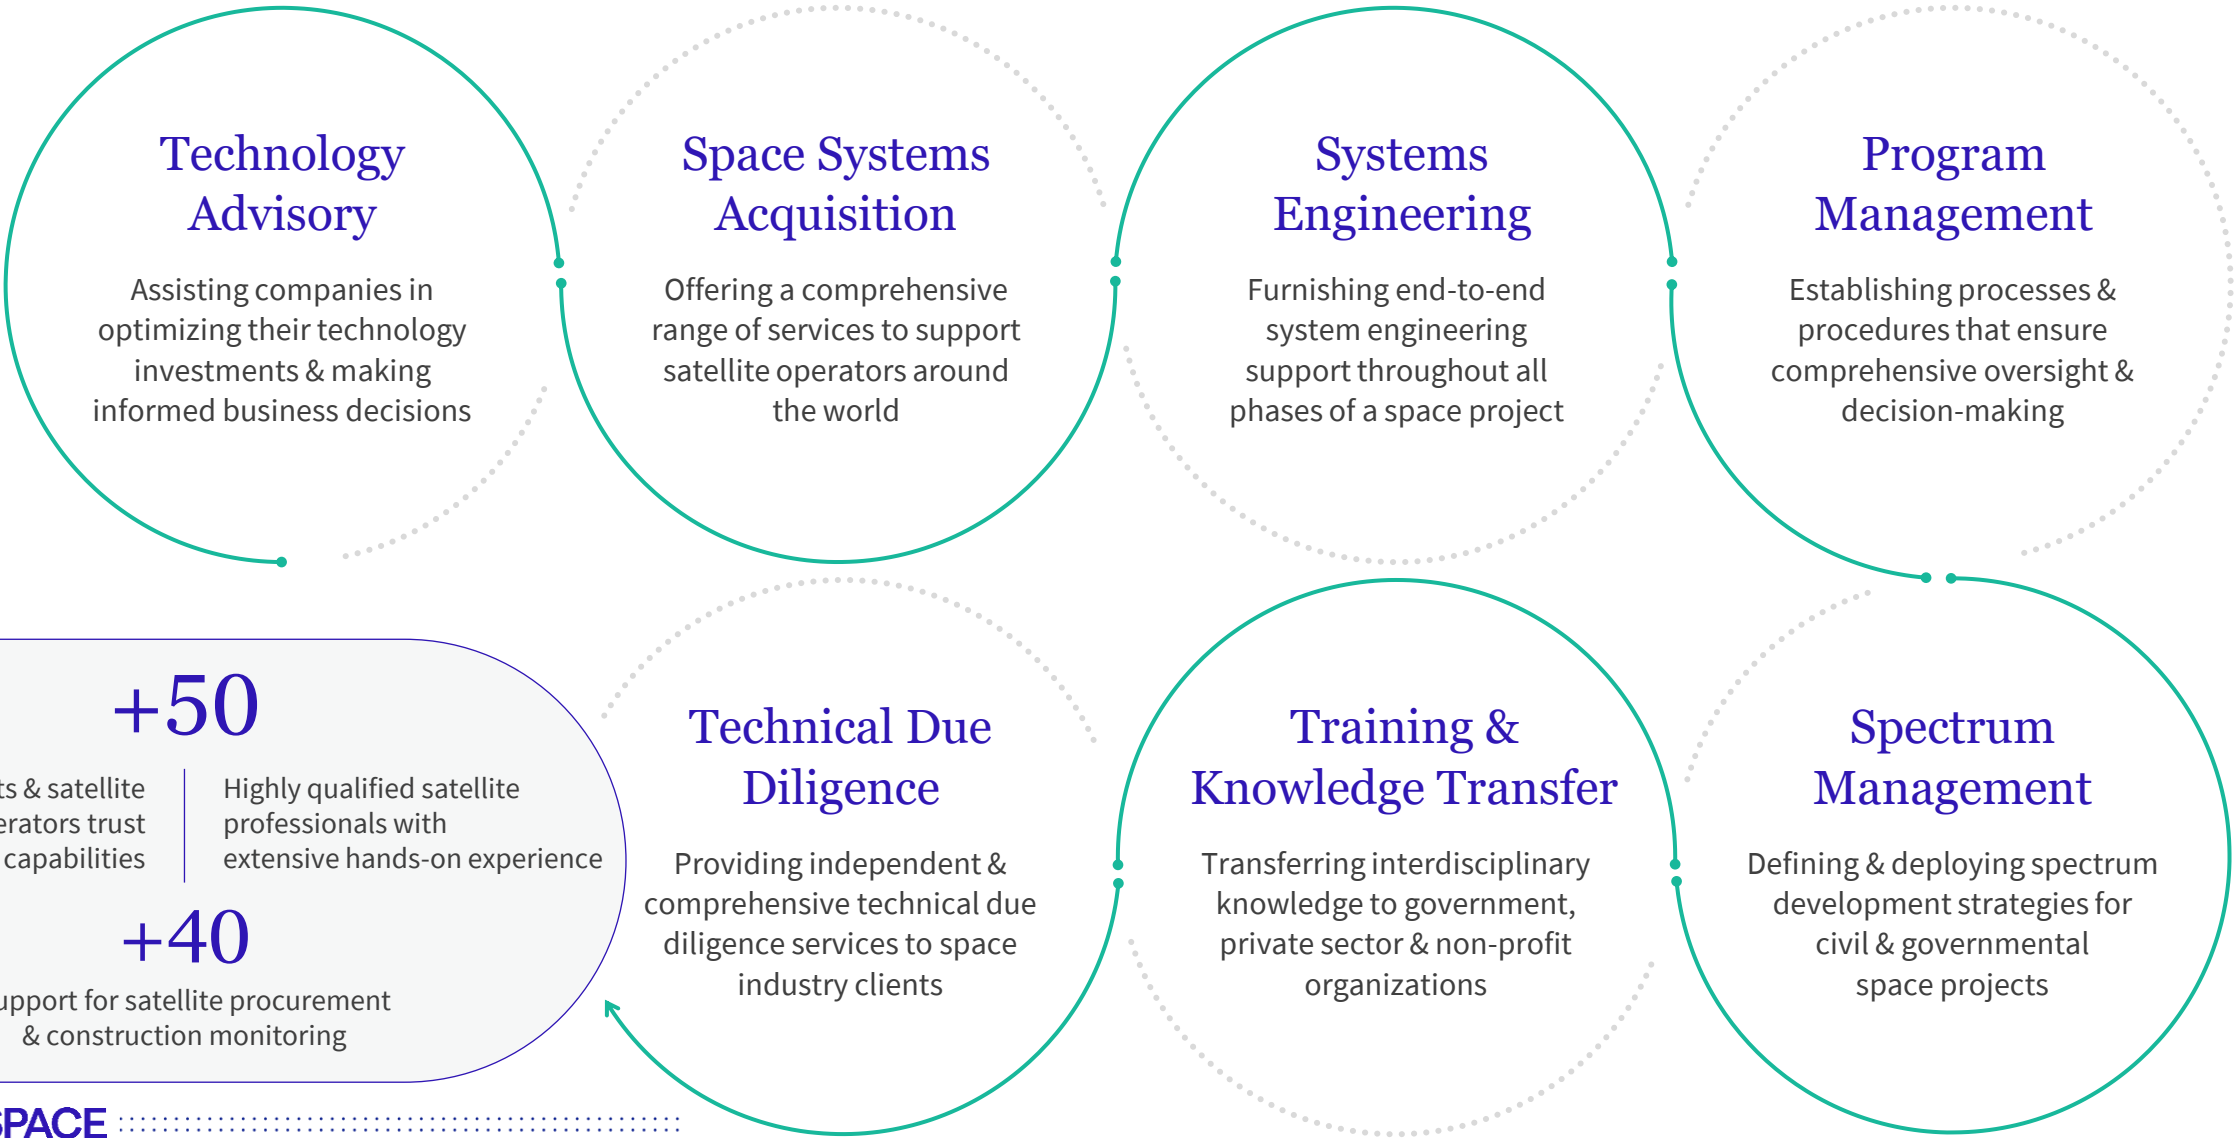 Technology
Advisory
Assisting companies in
optimizing their technology
investments & making
informed business decisions
Space Systems
Acquisition
Offering a comprehensive
range of services to support
satellite operators around
the world
Systems
Engineering
Furnishing end-to-end
system engineering
support throughout all
phases of a space project
Program
Management
Establishing processes &
procedures that ensure
comprehensive oversight &
decision-making
+50
& satellite
trust
capabilities
Highly qualified satellite
professionals with
extensive hands-on experience
+40
for satellite procurement
& construction monitoring
Technical Due
Diligence
Providing independent &
comprehensive technical due
diligence services to space
industry clients
Training &
Knowledge Transfer
Transferring interdisciplinary
knowledge to government,
private sector & non-profit
organizations
Spectrum
Management
Defining & deploying spectrum
development strategies for
civil & governmental
space projects
SPACE